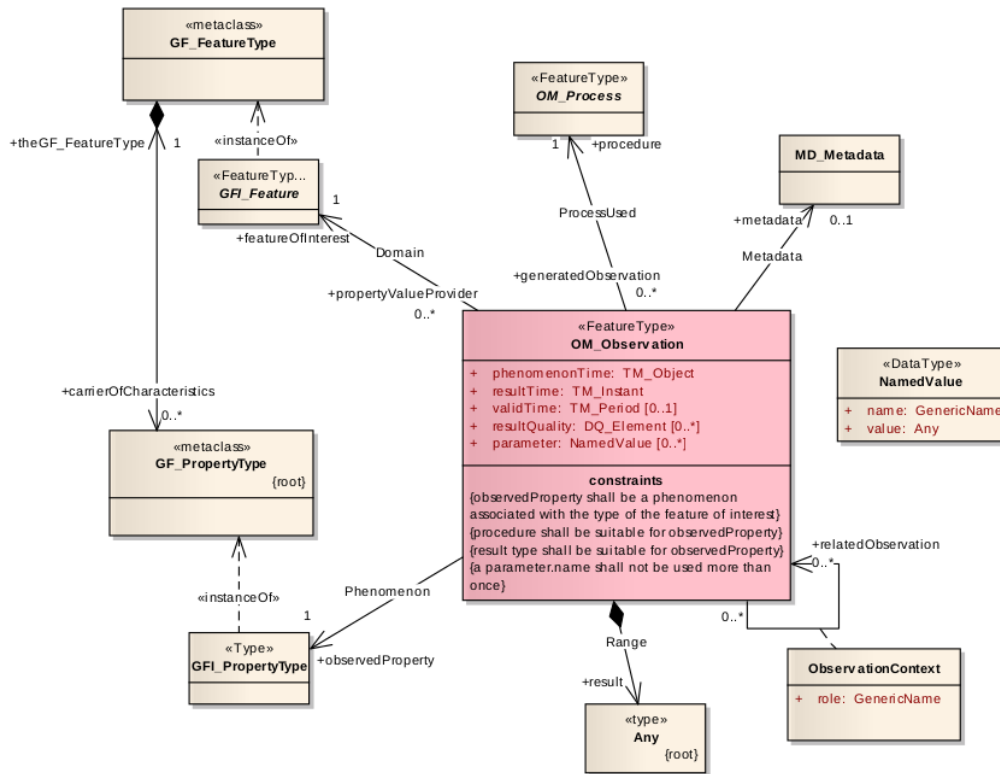 «metaclass»
GF_FeatureType
+theGF_FeatureType
1
«instanceOf»
«FeatureTyp...
GFI_Feature
1
+featureOfInterest
Domain
+propertyValueProvider
0..*
«FeatureType»
OM_Process
1
+procedure
ProcessUsed
+generatedObservation
0..*
MD_Metadata
+metadata
0..1
Metadata
«FeatureType»
OM_Observation
+ phenomenonTime: TM_Object
+ resultTime: TM_Instant
+ validTime: TM_Period [0..1]
+ resultQuality: DQ_Element [0..*]
+ parameter: NamedValue [0..*]
constraints
{observedProperty shall be a phenomenon
associated with the type of the feature of interest}
{procedure shall be suitable for observedProperty}
{result type shall be suitable for observedProperty}
{a parameter.name shall not be used more than
once}
«DataType»
NamedValue
+ name: GenericName
+ value: Any
+carrierOfCharacteristics
0..*
«metaclass»
GF_PropertyType
{root}
«instanceOf»
Phenomenon
1
+observedProperty
«Type»
GFI_PropertyType
+relatedObservation
0..*
0..*
ObservationContext
+ role: GenericName
Range
+result
«type»
Any
{root}